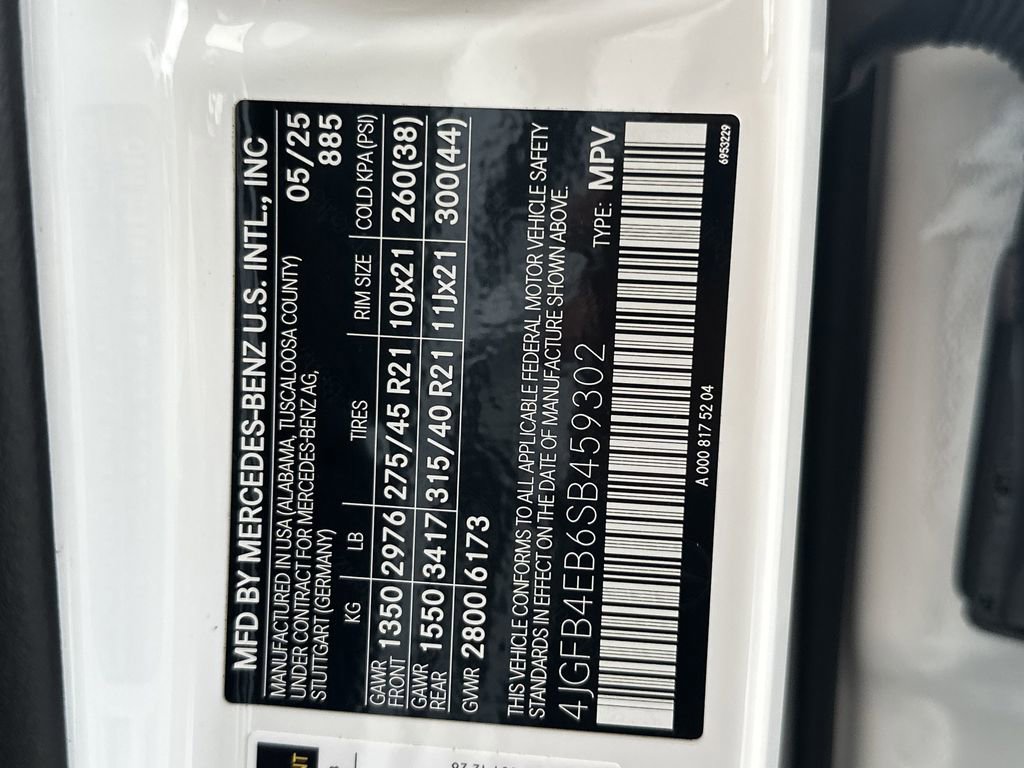 MFD BY MERCEDES-BENZ U.S. INTL., INC
MANUFACTURED IN USA (ALABAMA, TUSCALOOSA COUNTY) 05/25
UNDER CONTRACT FOR MERCEDES-BENZ AG, 885
STUTTGART (GERMANY)
KG LB TIRES RIM SIZE COLD KPA (PSI)
GAWR FRONT 1350 2976 275/45 R21 10Jx21 260(38)
GAWR REAR 1550 3417 315/40 R21 11Jx21 300(44)
GVWR 2800 6173
THIS VEHICLE CONFORMS TO ALL APPLICABLE FEDERAL MOTOR VEHICLE SAFETY
STANDARDS IN EFFECT ON THE DATE OF MANUFACTURE SHOWN ABOVE.
4JGFB4EB6SB459302 TYPE: MPV
A 000 817 52 04 6953229